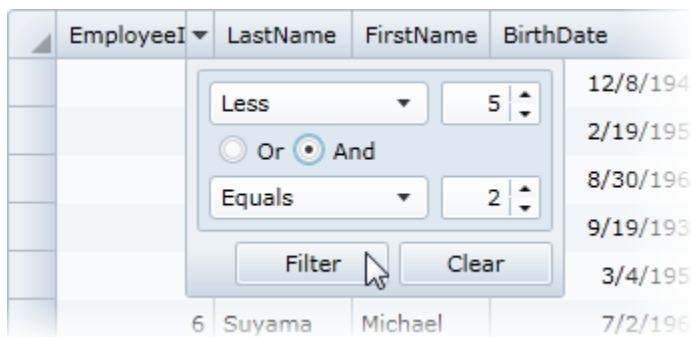 EmployeeI LastName FirstName BirthDate
12/8/194
Less 5
2/19/195
Or And
8/30/196
Equals 2
9/19/193
Filter Clear
3/4/195
6 Suyama Michael 7/2/196